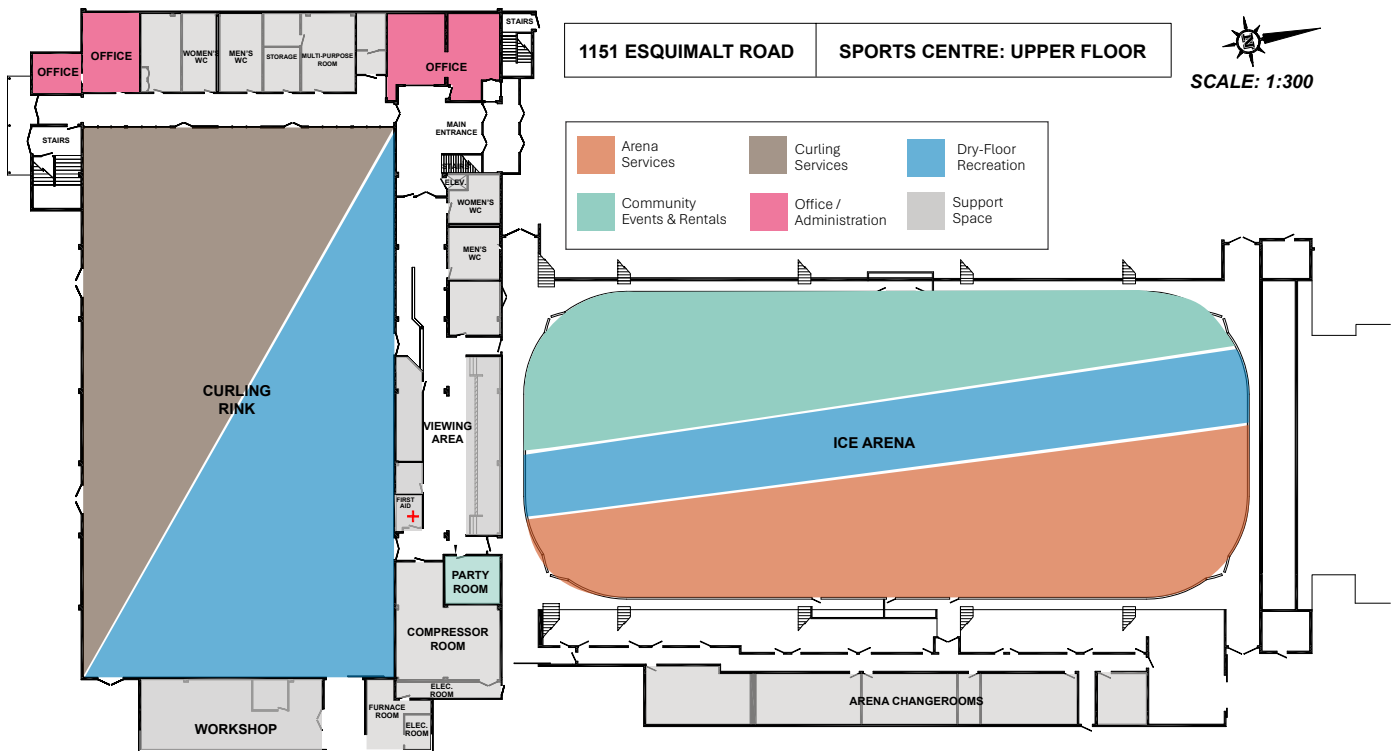 STAIRS
1151 ESQUIMALT ROAD
SPORTS CENTRE: UPPER FLOOR
N
SCALE: 1:300
OFFICE
OFFICE
WOMEN'S
WC
MEN'S
WC
STORAGE
MULTI-PURPOSE
ROOM
OFFICE
MAIN
ENTRANCE
STAIRS
STAIRS
ELEV.
WOMEN'S
WC
MEN'S
WC
Arena
Services
Curling
Services
Dry-Floor
Recreation
Community
Events & Rentals
Office /
Administration
Support
Space
CURLING
RINK
VIEWING
AREA
ICE ARENA
FIRST
AID
PARTY
ROOM
COMPRESSOR
ROOM
ELEC.
ROOM
FURNACE
ROOM
ELEC.
ROOM
WORKSHOP
ARENA CHANGEROOMS